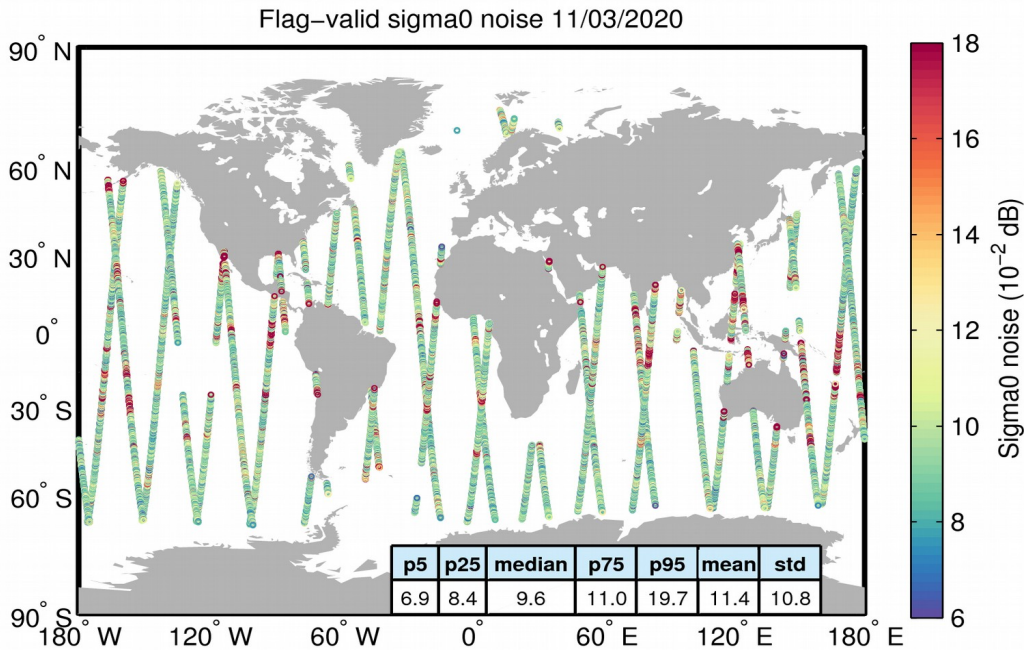 Flag−valid sigma0 noise 11/03/2020
90° N
60° N
30° N
0°
30° S
60° S
90° S
180° W 120° W 60° W 0° 60° E 120° E 180° E
p5 p25 median p75 p95 mean std
6.9 8.4 9.6 11.0 19.7 11.4 10.8
18
16
14
12
10
8
6
Sigma0 noise (10−2 dB)